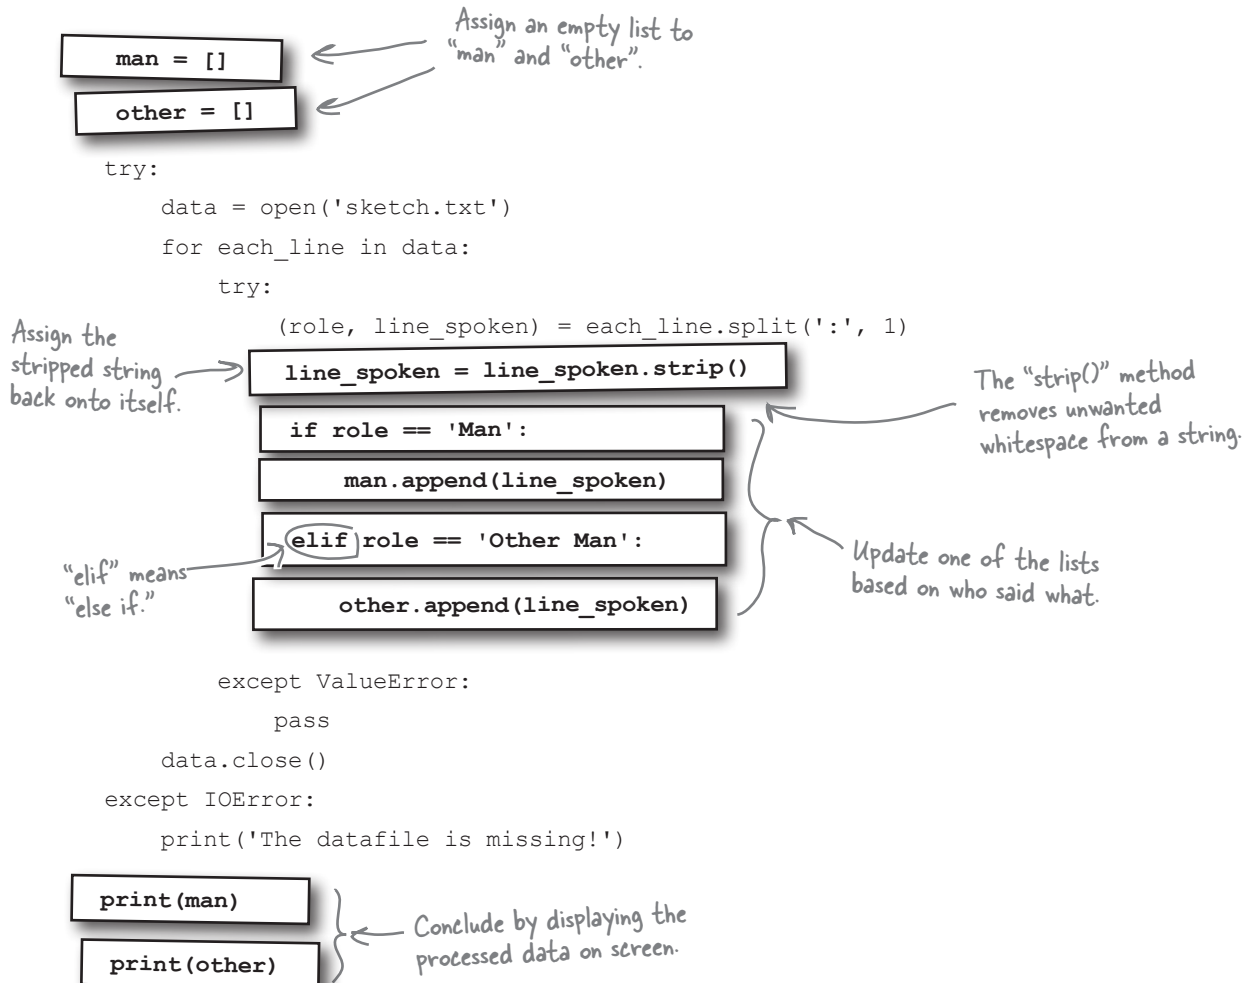 Assign an empty list to
“man” and “other”.
man = []
other = []
try:
data = open('sketch.txt')
for each_line in data:
try:
(role, line_spoken) = each_line.split(':', 1)
Assign the
stripped string
back onto itself.
line_spoken = line_spoken.strip()
The “strip()” method
removes unwanted
whitespace from a string.
if role == 'Man':
man.append(line_spoken)
elif role == 'Other Man':
“elif” means
“else if.”
other.append(line_spoken)
Update one of the lists
based on who said what.
except ValueError:
pass
data.close()
except IOError:
print('The datafile is missing!')
print(man)
print(other)
Conclude by displaying the
processed data on screen.